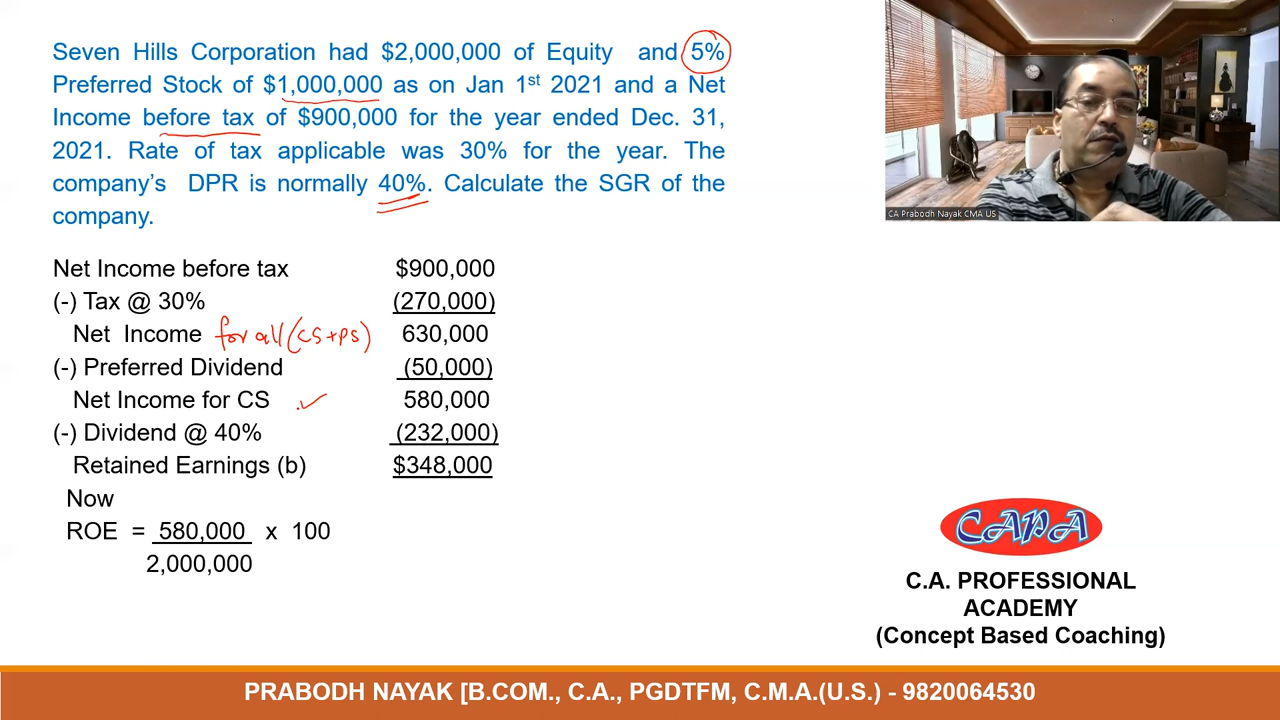 Seven Hills Corporation had $2,000,000 of Equity and 5%
Preferred Stock of $1,000,000 as on Jan 1st 2021 and a Net
Income before tax of $900,000 for the year ended Dec. 31,
2021. Rate of tax applicable was 30% for the year. The
company's DPR is normally 40%. Calculate the SGR of the
company.
CA Prabodh Nayak CMA US
Net Income before tax $900,000
(-) Tax @ 30% (270,000)
Net Income for all (CS+PS) 630,000
(-) Preferred Dividend (50,000)
Net Income for CS 580,000
(-) Dividend @ 40% (232,000)
Retained Earnings (b) $348,000
Now
ROE = 580,000 x 100
2,000,000
CAPA
C.A. PROFESSIONAL
ACADEMY
(Concept Based Coaching)
PRABODH NAYAK [B.COM., C.A., PGDTFM, C.M.A.(U.S.) - 9820064530